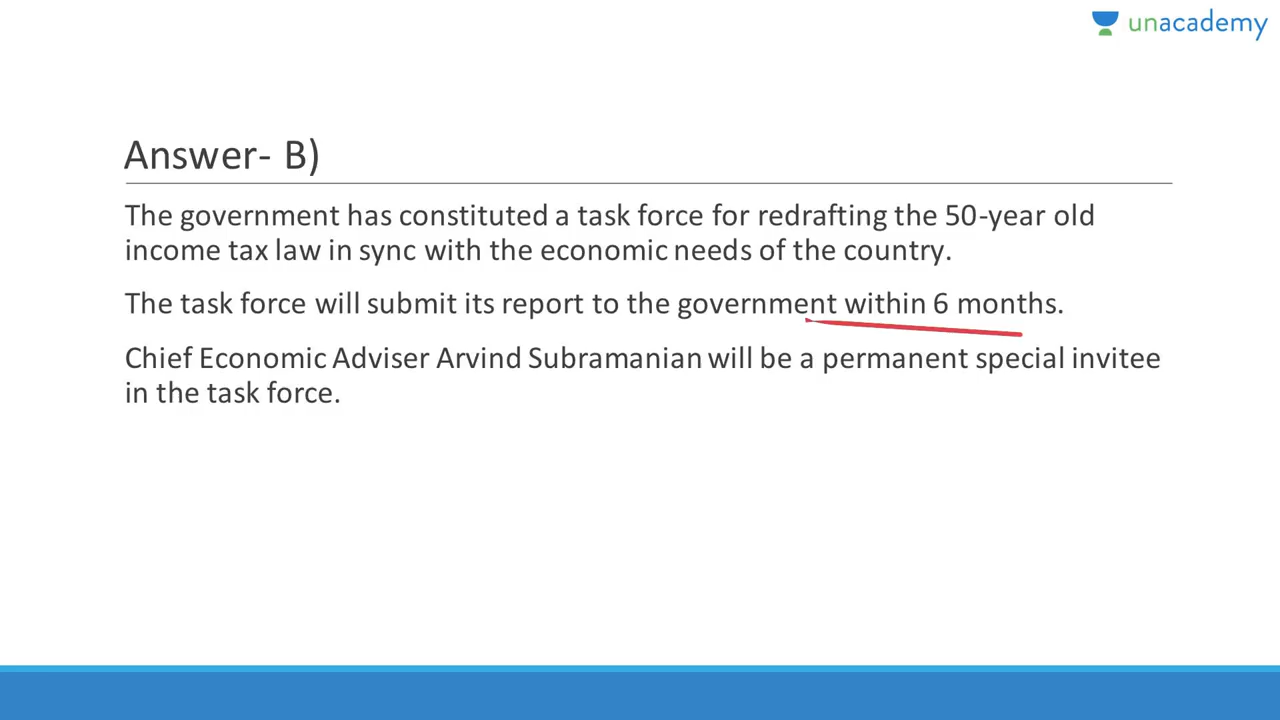 unacademy
Answer- B)
The government has constituted a task force for redrafting the 50-year old
income tax law in sync with the economic needs of the country.
The task force will submit its report to the government within 6 months.
Chief Economic Adviser Arvind Subramanian will be a permanent special invitee
in the task force.